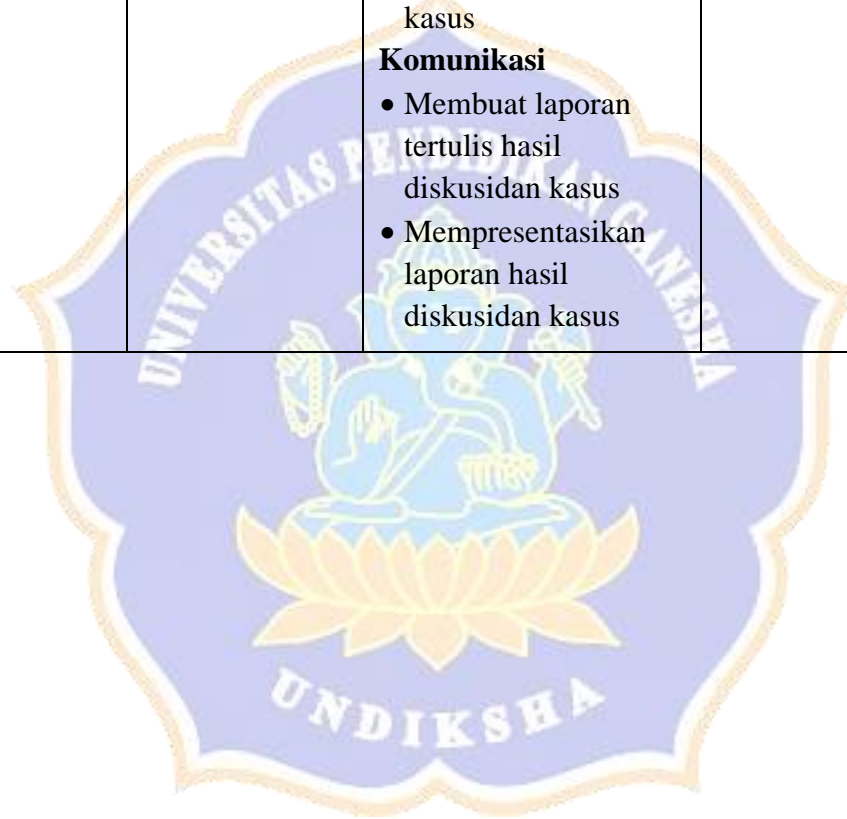 kasus
Komunikasi
• Membuat laporan
tertulis hasil
diskusidan kasus
• Mempresentasikan
laporan hasil
diskusidan kasus
UNIVERSITAS PENDIDIKAN GANESHA
UNDIKSHA